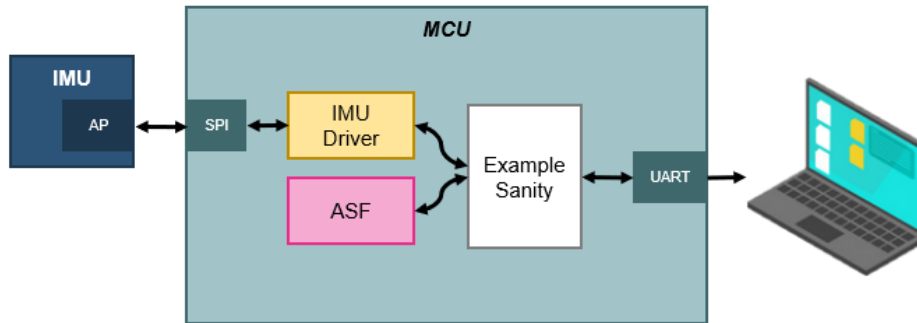 MCU
IMU
AP
SPI
IMU
Driver
ASF
Example
Sanity
UART